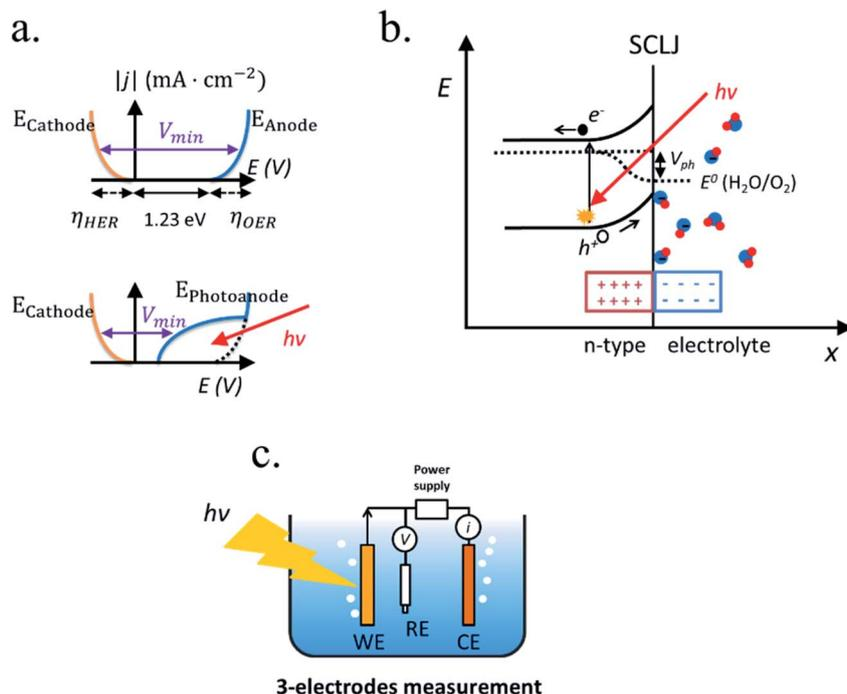 a.
|j| (mA · cm⁻²)
E_Cathode
V_min
E_Anode
E (V)
η_HER
1.23 eV
η_OER
E_Cathode
V_min
E_Photoanode
hν
E (V)
b.
SCLJ
E
hν
e⁻
V_ph
E⁰ (H₂O/O₂)
h⁺
+ + + +
+ + + +
- - - -
- - - -
n-type
electrolyte
x
c.
Power
supply
hν
V
i
WE
RE
CE
3-electrodes measurement